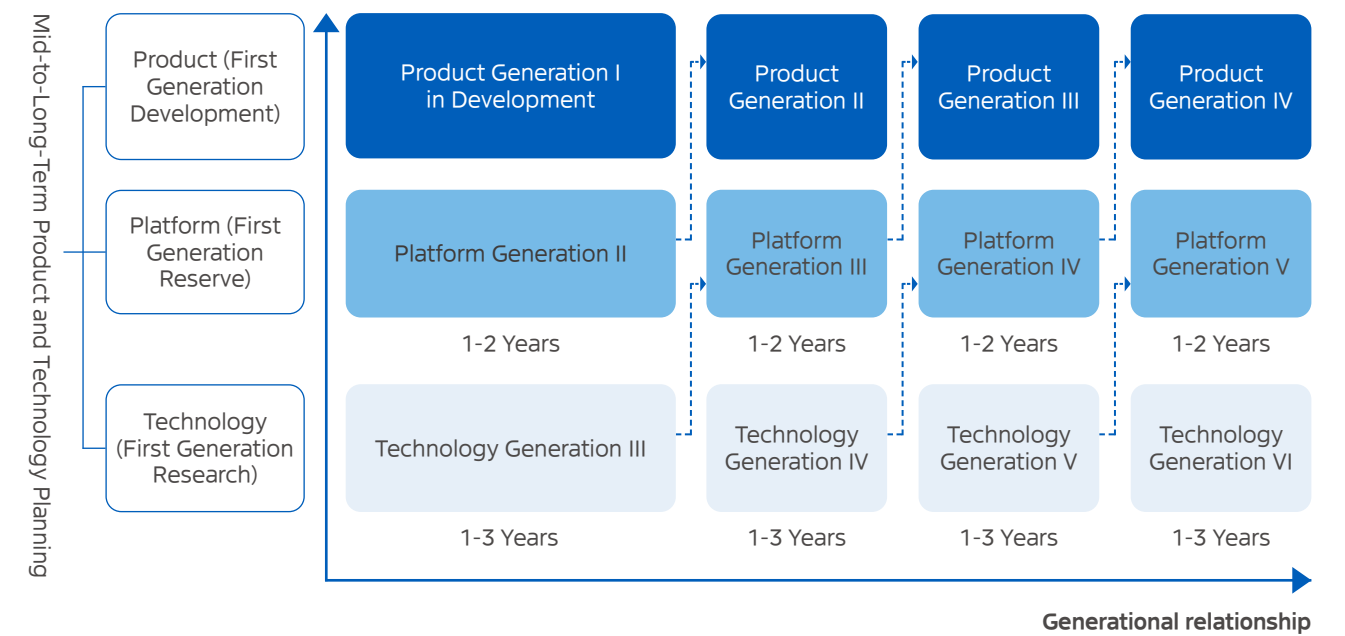 Mid-to-Long-Term Product and Technology Planning
Product (First
Generation
Development)
Product Generation I
in Development
Product
Generation II
Product
Generation III
Product
Generation IV
Platform (First
Generation
Reserve)
Platform Generation II
Platform
Generation III
Platform
Generation IV
Platform
Generation V
1-2 Years
1-2 Years
1-2 Years
1-2 Years
Technology
(First Generation
Research)
Technology Generation III
Technology
Generation IV
Technology
Generation V
Technology
Generation VI
1-3 Years
1-3 Years
1-3 Years
1-3 Years
Generational relationship